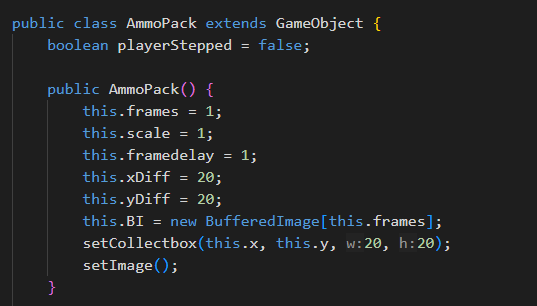 public class AmmoPack extends GameObject {
boolean playerStepped = false;
public AmmoPack() {
this.frames = 1;
this.scale = 1;
this.framedelay = 1;
this.xDiff = 20;
this.yDiff = 20;
this.BI = new BufferedImage[this.frames];
setCollectbox(this.x, this.y, w:20, h:20);
setImage();
}